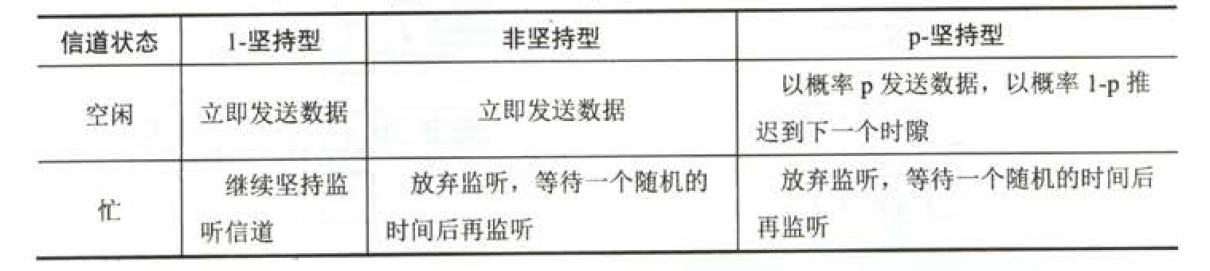 信道状态 1-坚持型 非坚持型 p-坚持型
空闲 立即发送数据 立即发送数据 以概率 p 发送数据，以概率 1-p 推
迟到下一个时隙
忙 继续坚持监
听信道 放弃监听，等待一个随机的
时间后再监听 放弃监听，等待一个随机的时间后
再监听